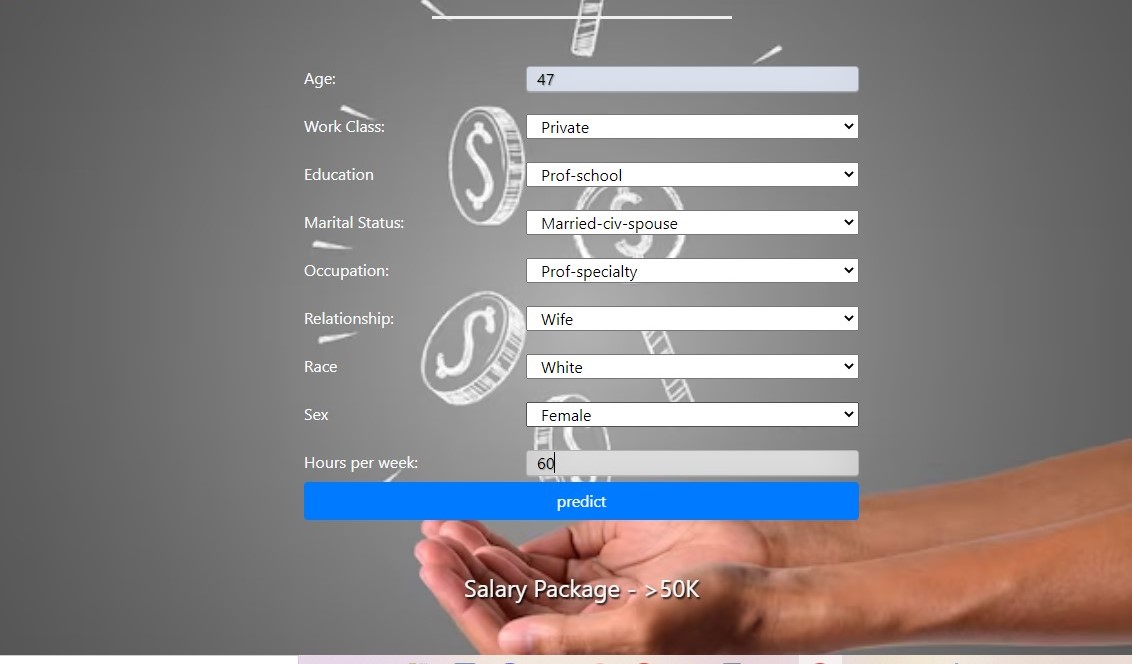 Age: 47
Work Class: Private
Education Prof-school
Marital Status: Married-civ-spouse
Occupation: Prof-specialty
Relationship: Wife
Race White
Sex Female
Hours per week: 60
predict
Salary Package - >50K